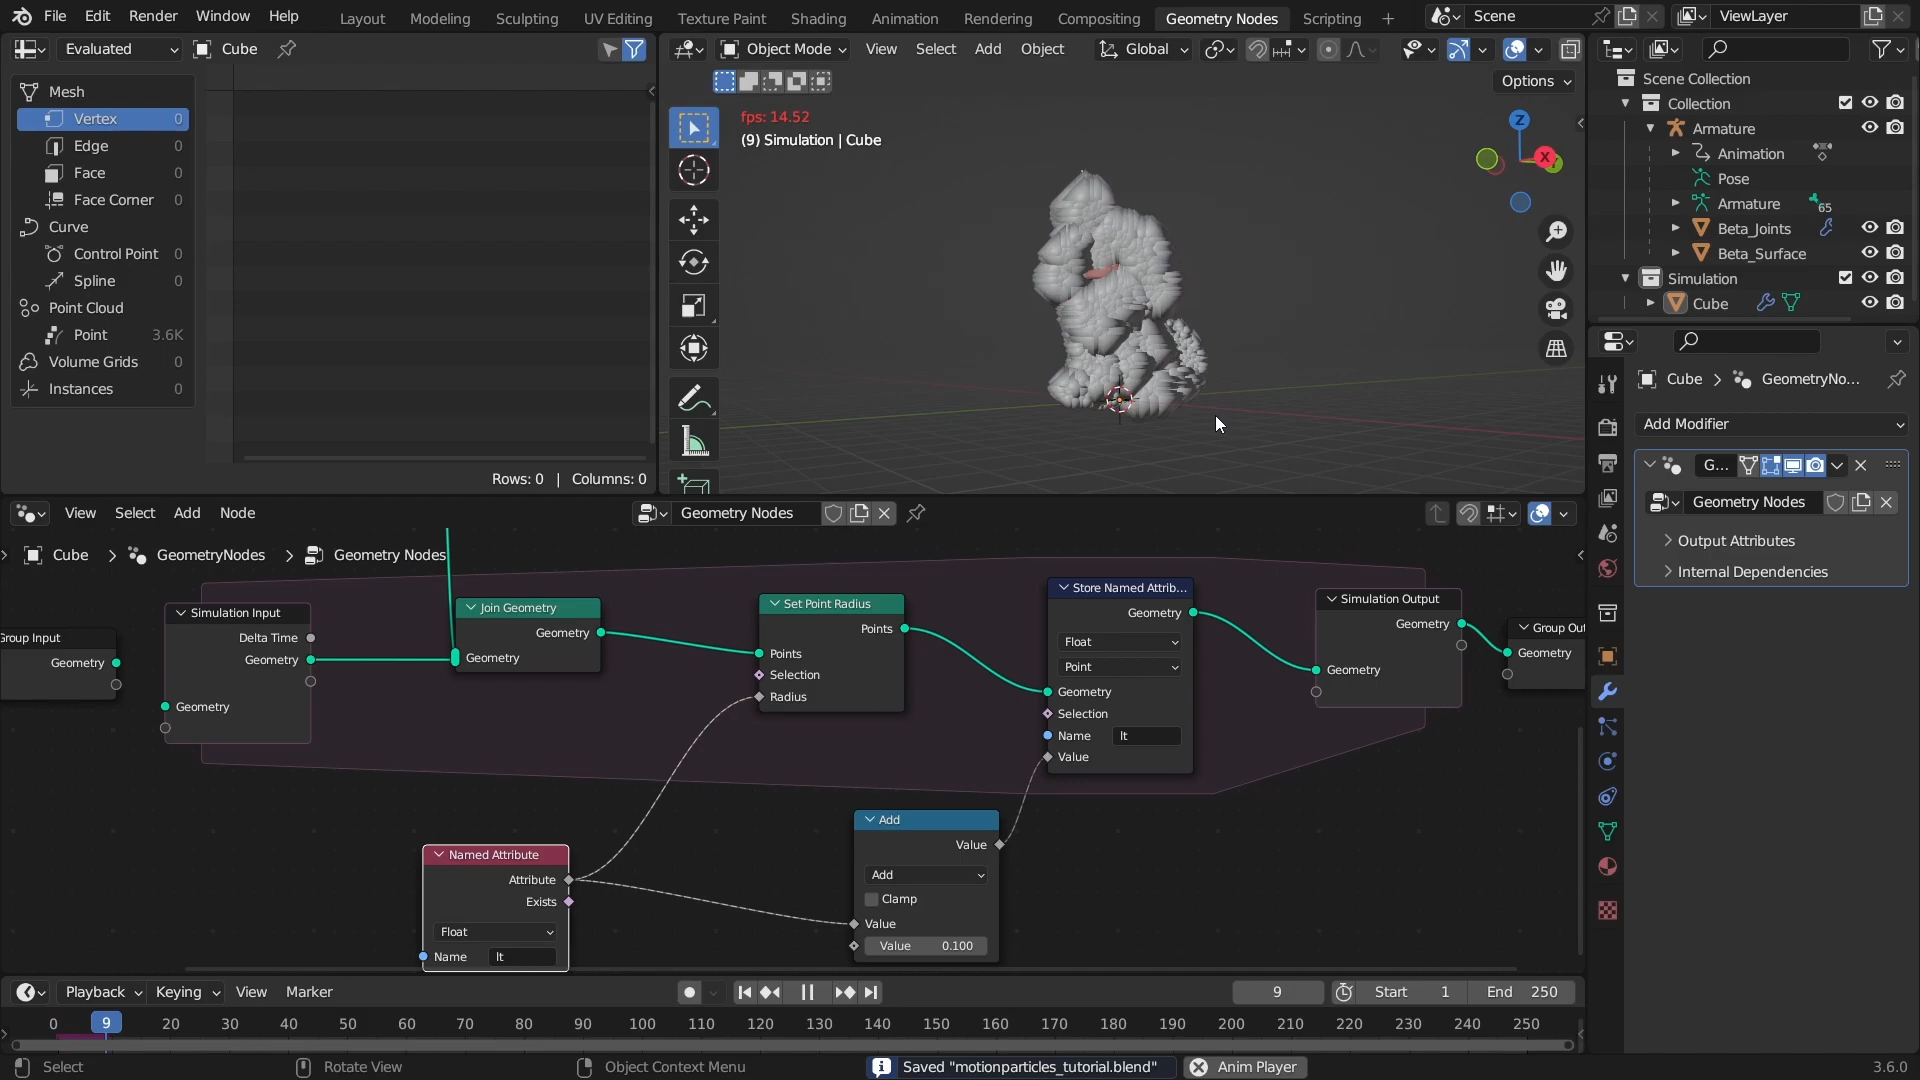 File Edit Render Window Help Layout Modeling Sculpting UV Editing Texture Paint Shading Animation Rendering Compositing Geometry Nodes Scripting + Scene ViewLayer
Evaluated Cube
Object Mode View Select Add Object Global
Options
Mesh
Vertex 0
Edge 0
Face 0
Face Corner 0
Curve
Control Point 0
Spline 0
Point Cloud
Point 3.6K
Volume Grids 0
Instances 0
Rows: 0 | Columns: 0
fps: 14.52
(9) Simulation | Cube
Z
X
Scene Collection
Collection
Armature
Animation
Pose
Armature 65
Beta_Joints
Beta_Surface
Simulation
Cube
Cube > GeometryNo...
Add Modifier
G...
Geometry Nodes
Output Attributes
Internal Dependencies
View Select Add Node Geometry Nodes
Cube > GeometryNodes > Geometry Nodes
Group Input
Geometry
Simulation Input
Delta Time
Geometry
Geometry
Join Geometry
Geometry
Geometry
Set Point Radius
Points
Points
Selection
Radius
Store Named Attrib...
Geometry
Float
Point
Geometry
Selection
Name lt
Value
Simulation Output
Geometry
Geometry
Group Out
Geometry
Named Attribute
Attribute
Exists
Float
Name lt
Add
Value
Add
Clamp
Value
Value 0.100
Playback Keying View Marker 9 Start 1 End 250
0 9 20 30 40 50 60 70 80 90 100 110 120 130 140 150 160 170 180 190 200 210 220 230 240 250
Select Rotate View Object Context Menu Saved "motionparticles_tutorial.blend" Anim Player 3.6.0